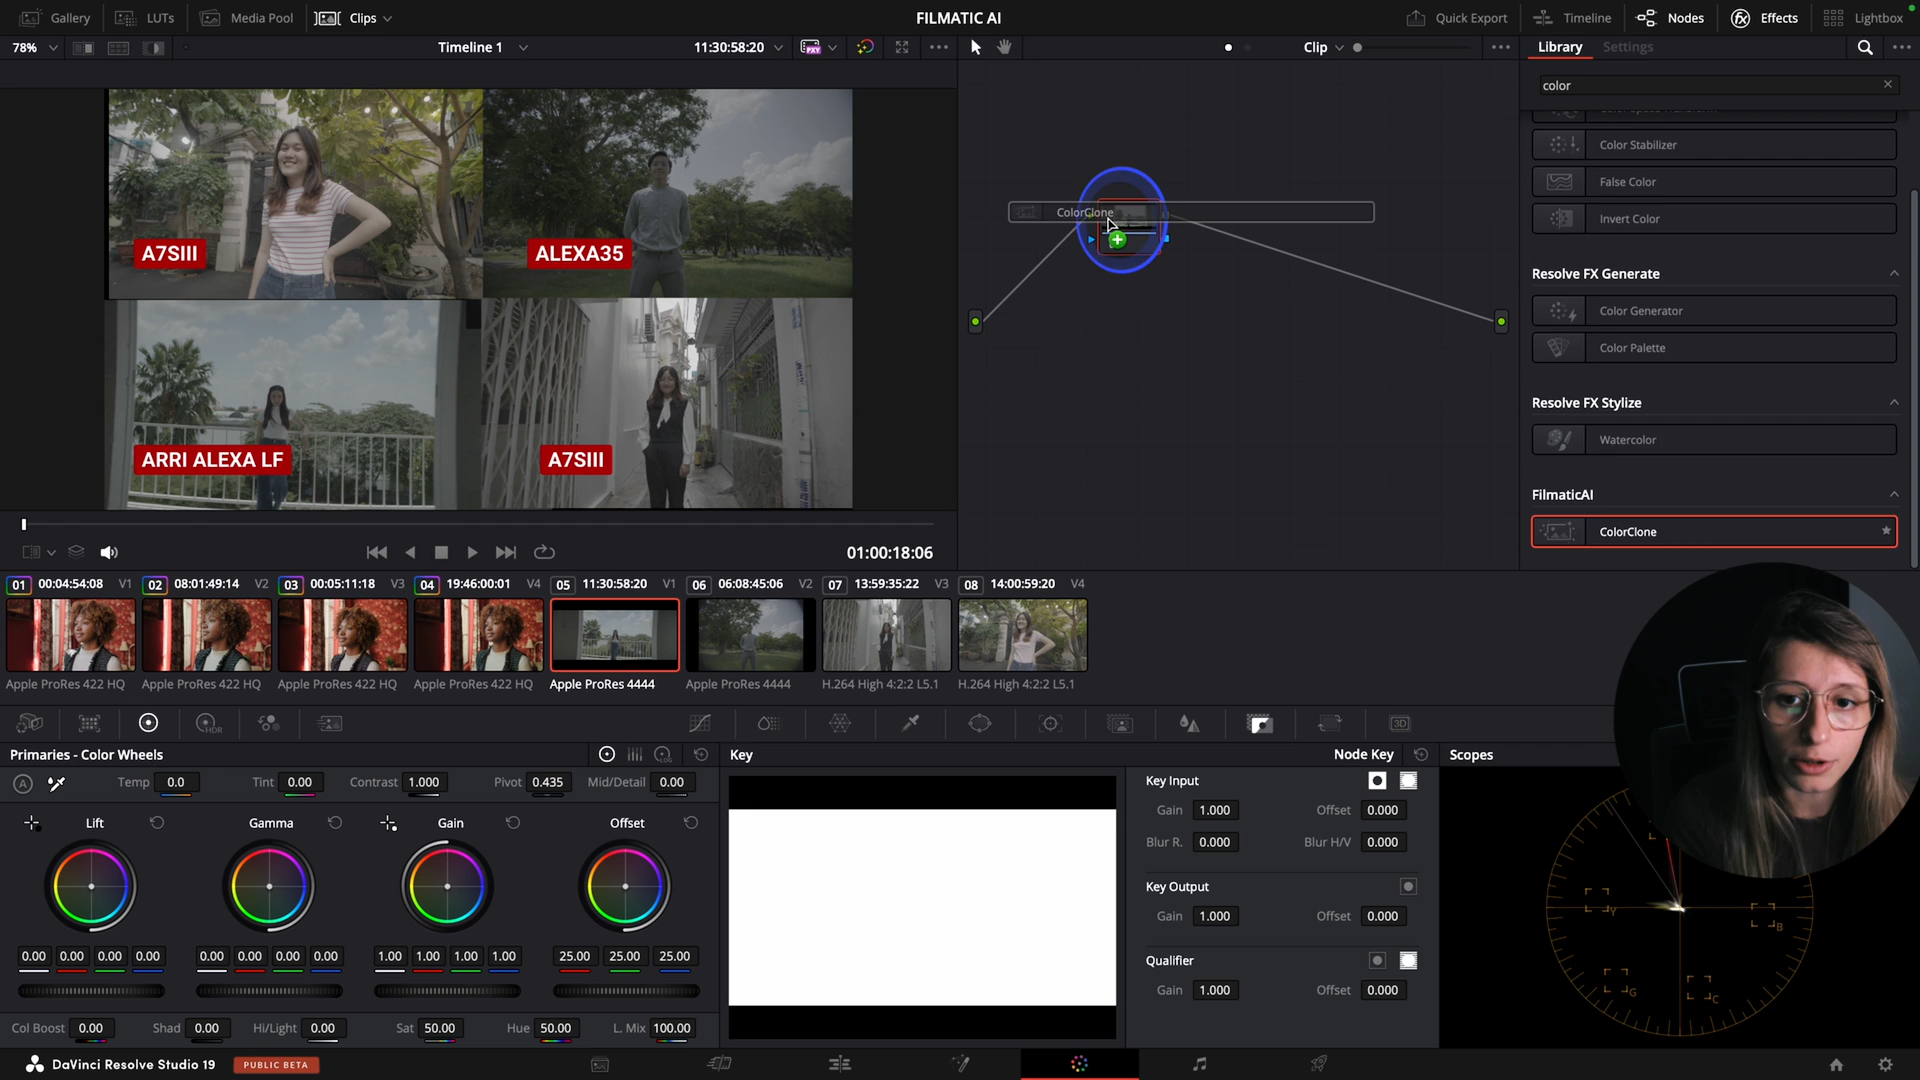 Gallery LUTs Media Pool Clips FILMATIC AI Quick Export Timeline Nodes Effects Lightbox
78% Timeline 1 11:30:58:20 Clip Library Settings
color
Color Stabilizer
False Color
Invert Color
Resolve FX Generate
Color Generator
Color Palette
Resolve FX Stylize
Watercolor
FilmaticAI
ColorClone
ColorClone
A7SIII
ALEXA35
ARRI ALEXA LF
A7SIII
01:00:18:06
01 00:04:54:08 V1 02 08:01:49:14 V2 03 00:05:11:18 V3 04 19:46:00:01 V4 05 11:30:58:20 V1 06 06:08:45:06 V2 07 13:59:35:22 V3 08 14:00:59:20 V4
Apple ProRes 422 HQ Apple ProRes 422 HQ Apple ProRes 422 HQ Apple ProRes 422 HQ Apple ProRes 4444 Apple ProRes 4444 H.264 High 4:2:2 L5.1 H.264 High 4:2:2 L5.1
HDR
3D
Primaries - Color Wheels LOG Key Node Key Scopes
A Temp 0.0 Tint 0.00 Contrast 1.000 Pivot 0.435 Mid/Detail 0.00
Lift Gamma Gain Offset
0.00 0.00 0.00 0.00 0.00 0.00 0.00 0.00 1.00 1.00 1.00 1.00 25.00 25.00 25.00
Col Boost 0.00 Shad 0.00 Hi/Light 0.00 Sat 50.00 Hue 50.00 L. Mix 100.00
Key Input
Gain 1.000 Offset 0.000
Blur R. 0.000 Blur H/V 0.000
Key Output
Gain 1.000 Offset 0.000
Qualifier
Gain 1.000 Offset 0.000
Y
B
G
C
DaVinci Resolve Studio 19 PUBLIC BETA